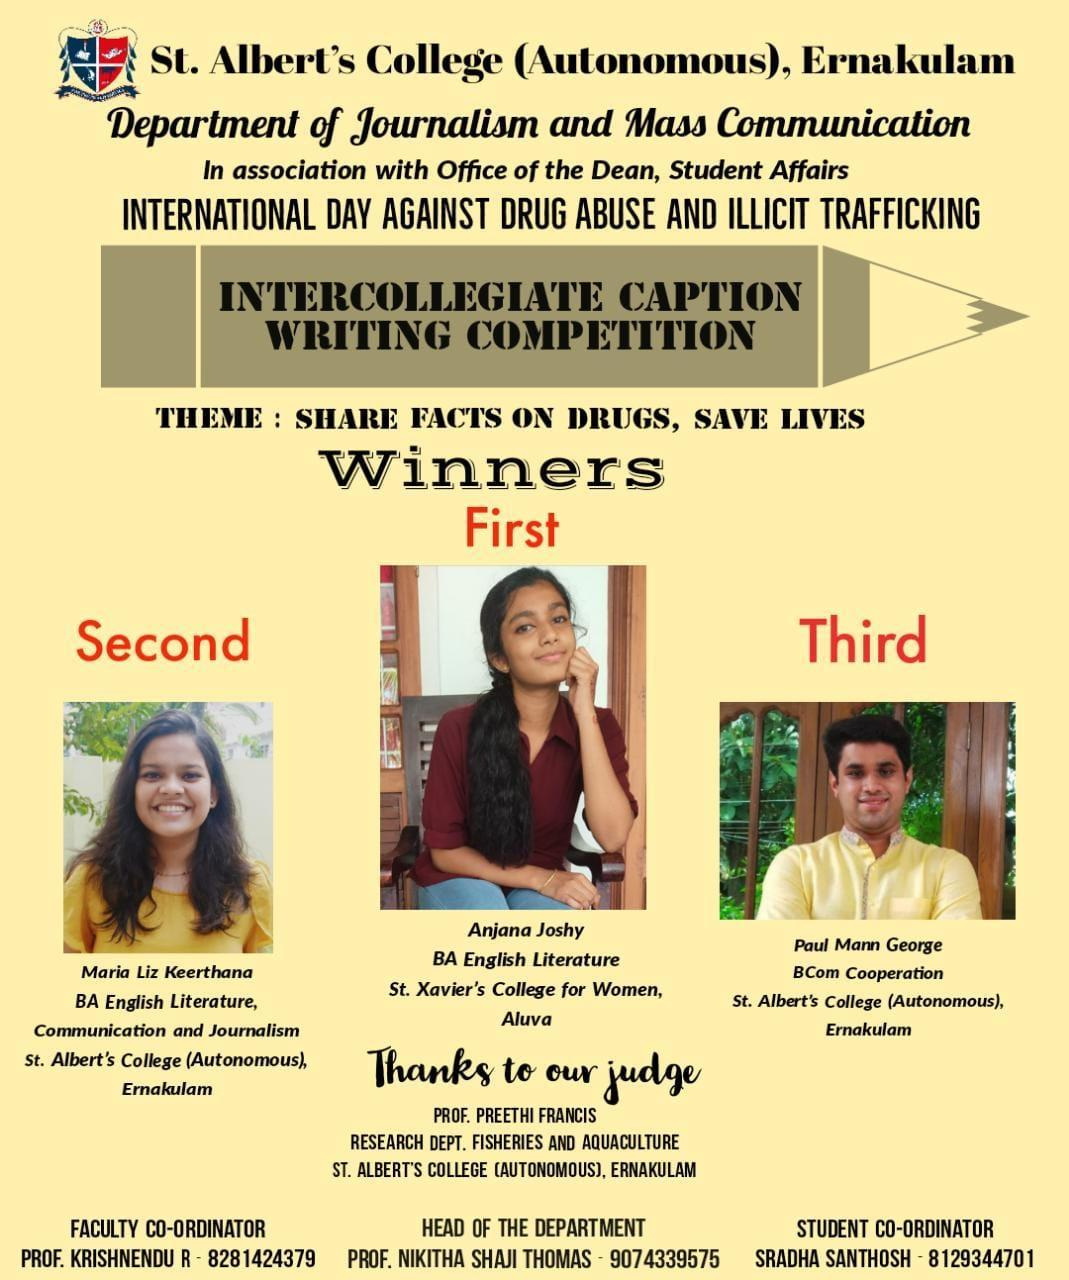 St. Albert's College (Autonomous), Ernakulam
Department of Journalism and Mass Communication
In association with Office of the Dean, Student Affairs
INTERNATIONAL DAY AGAINST DRUG ABUSE AND ILLICIT TRAFFICKING
INTERCOLLEGIATE CAPTION
WRITING COMPETITION
THEME : SHARE FACTS ON DRUGS, SAVE LIVES
Winners
First
Second
Third
Maria Liz Keerthana
BA English Literature,
Communication and Journalism
St. Albert's College (Autonomous),
Ernakulam
Anjana Joshy
BA English Literature
St. Xavier's College for Women,
Aluva
Paul Mann George
BCom Cooperation
St. Albert's College (Autonomous),
Ernakulam
Thanks to our judge
PROF. PREETHI FRANCIS
RESEARCH DEPT. FISHERIES AND AQUACULTURE
ST. ALBERT'S COLLEGE (AUTONOMOUS), ERNAKULAM
FACULTY CO-ORDINATOR
PROF. KRISHNENDU R - 8281424379
HEAD OF THE DEPARTMENT
PROF. NIKITHA SHAJI THOMAS - 9074339575
STUDENT CO-ORDINATOR
SRADHA SANTHOSH - 8129344701